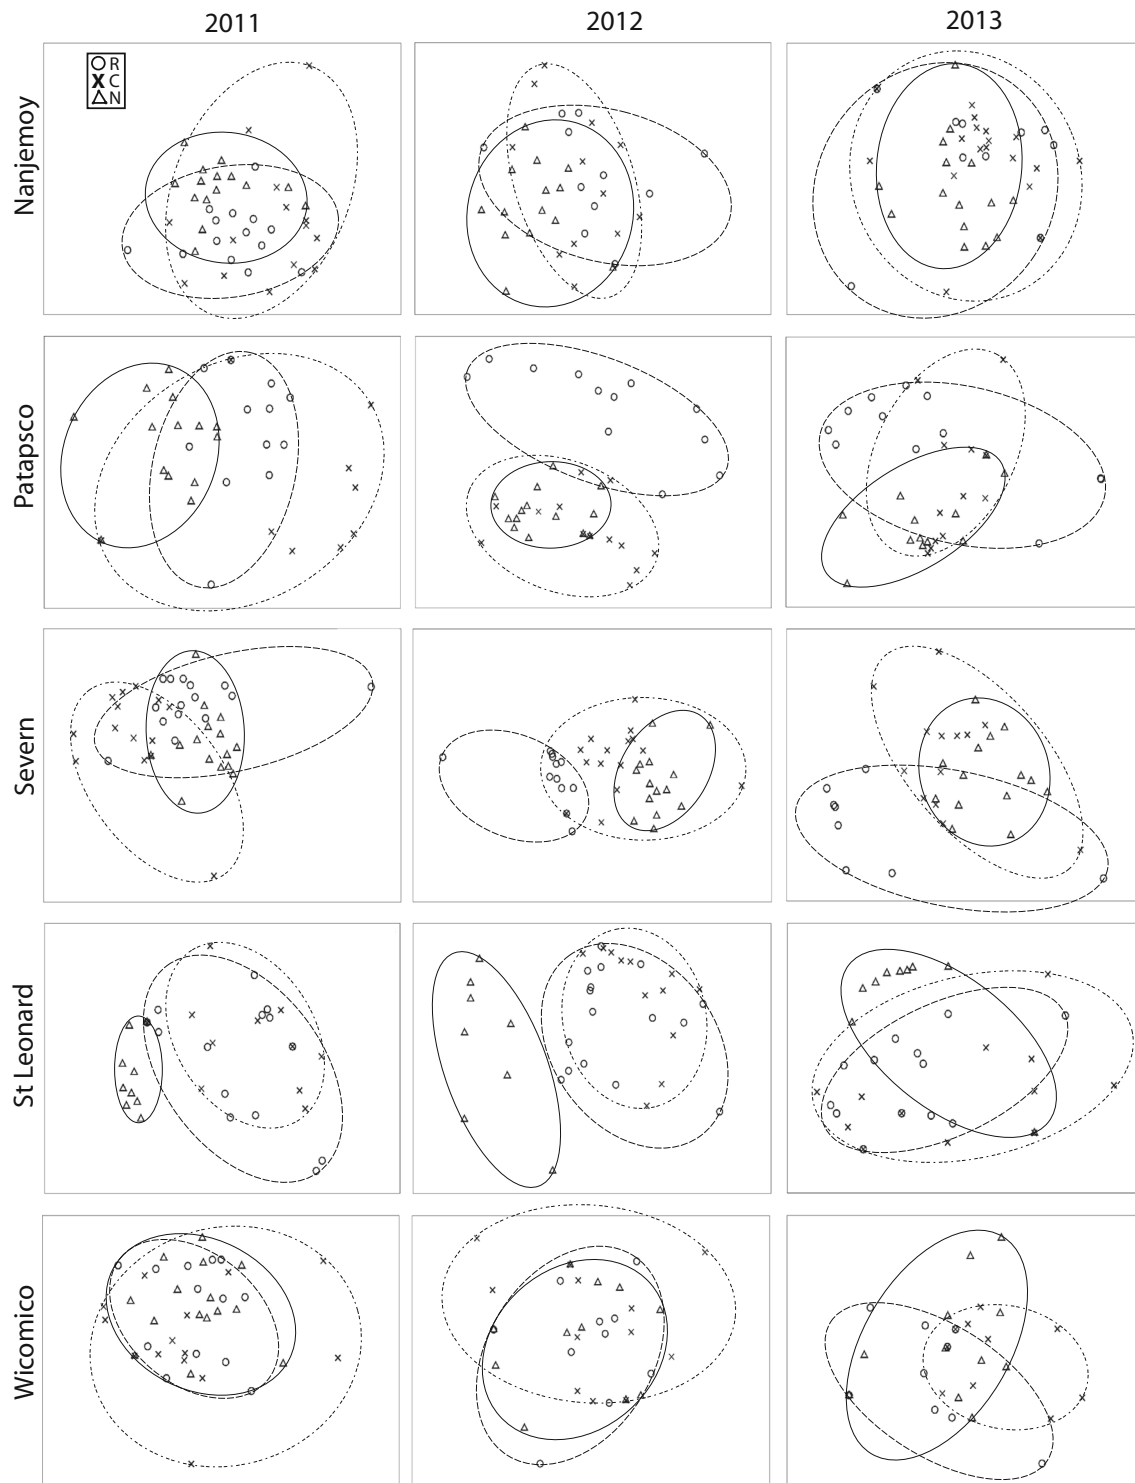 2011 2012 2013
R
C
N
Nanjemoy
Patapsco
Severn
St Leonard
Wicomico